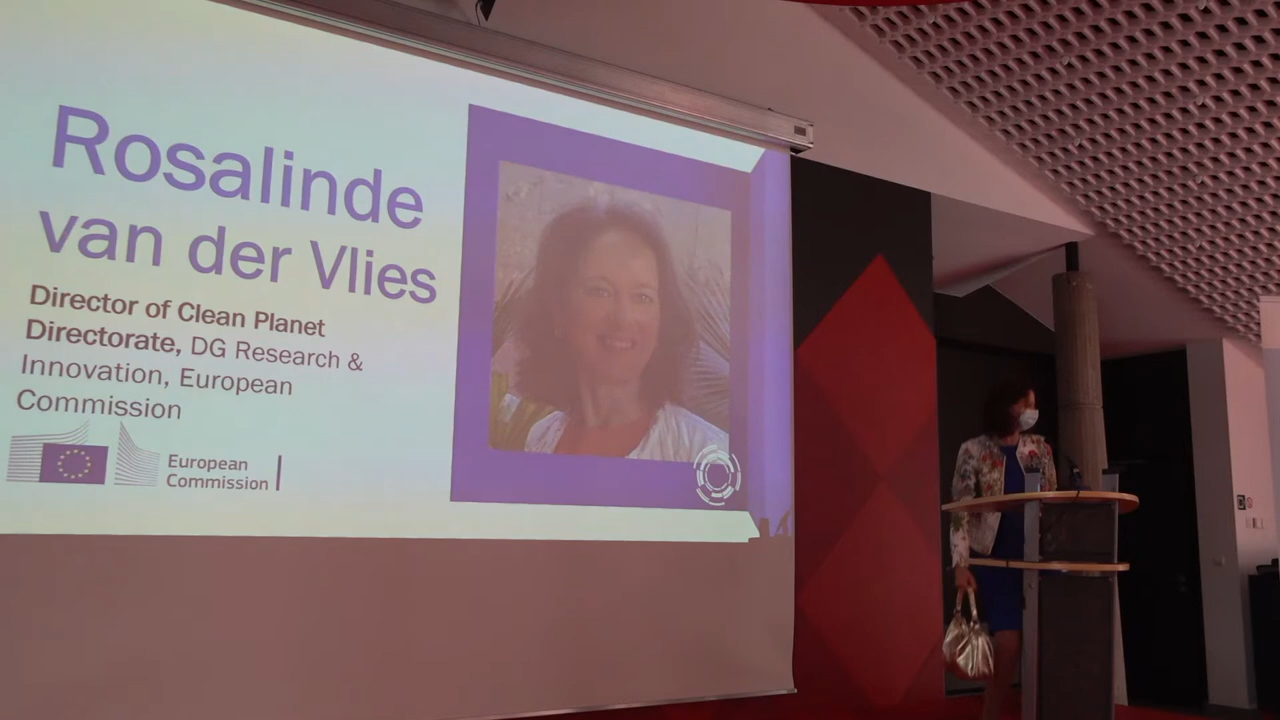 Rosalinde
van der Vlies
Director of Clean Planet
Directorate, DG Research &
Innovation, European
Commission
European
Commission